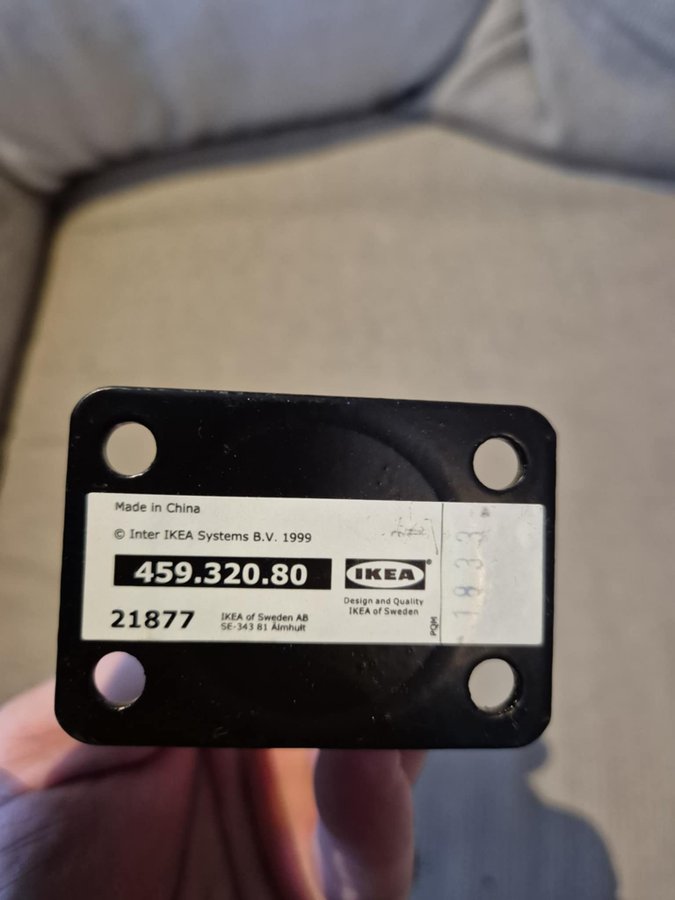 Made in China
© Inter IKEA Systems B.V. 1999
459.320.80
IKEA®
Design and Quality
IKEA of Sweden
21877
IKEA of Sweden AB
SE-343 81 Älmhult
PQM
1833